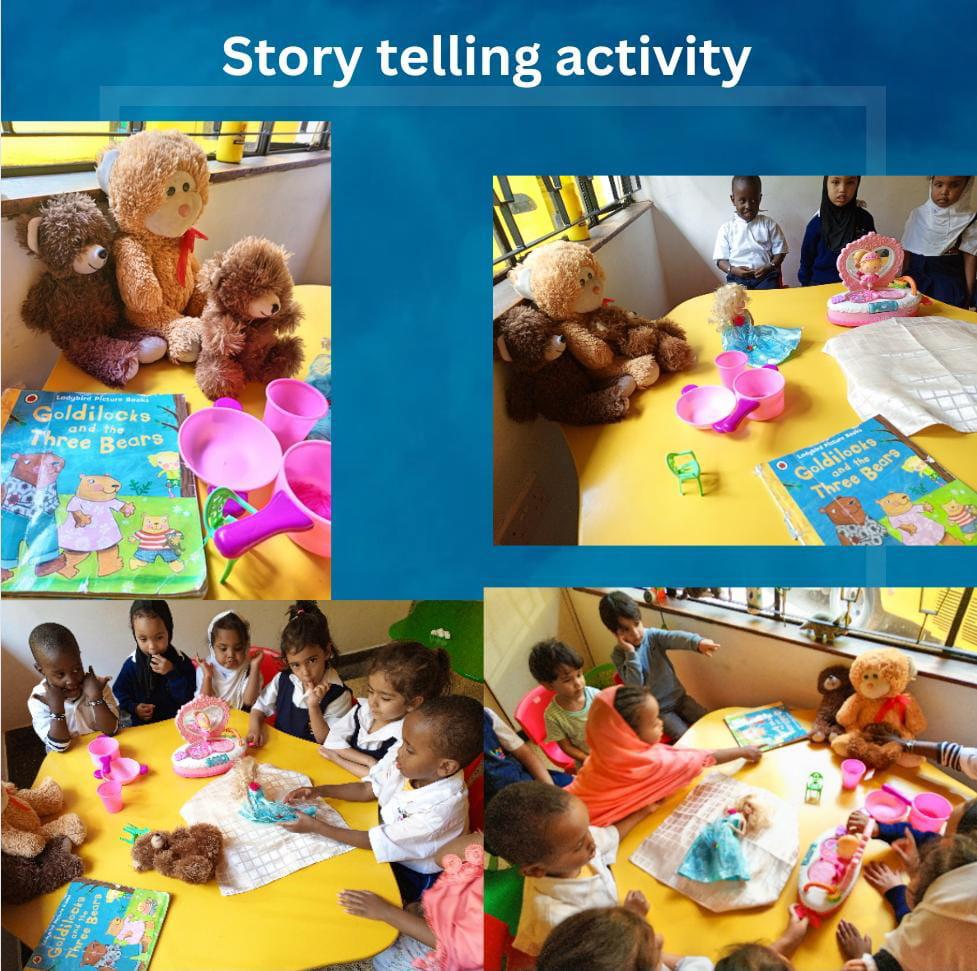 Story telling activity
Ladybird Picture Books
Goldilocks
and the
Three Bears
Ladybird Picture Books
Goldilocks
and the
Three Bears
Goldilocks
and the
Three Bears